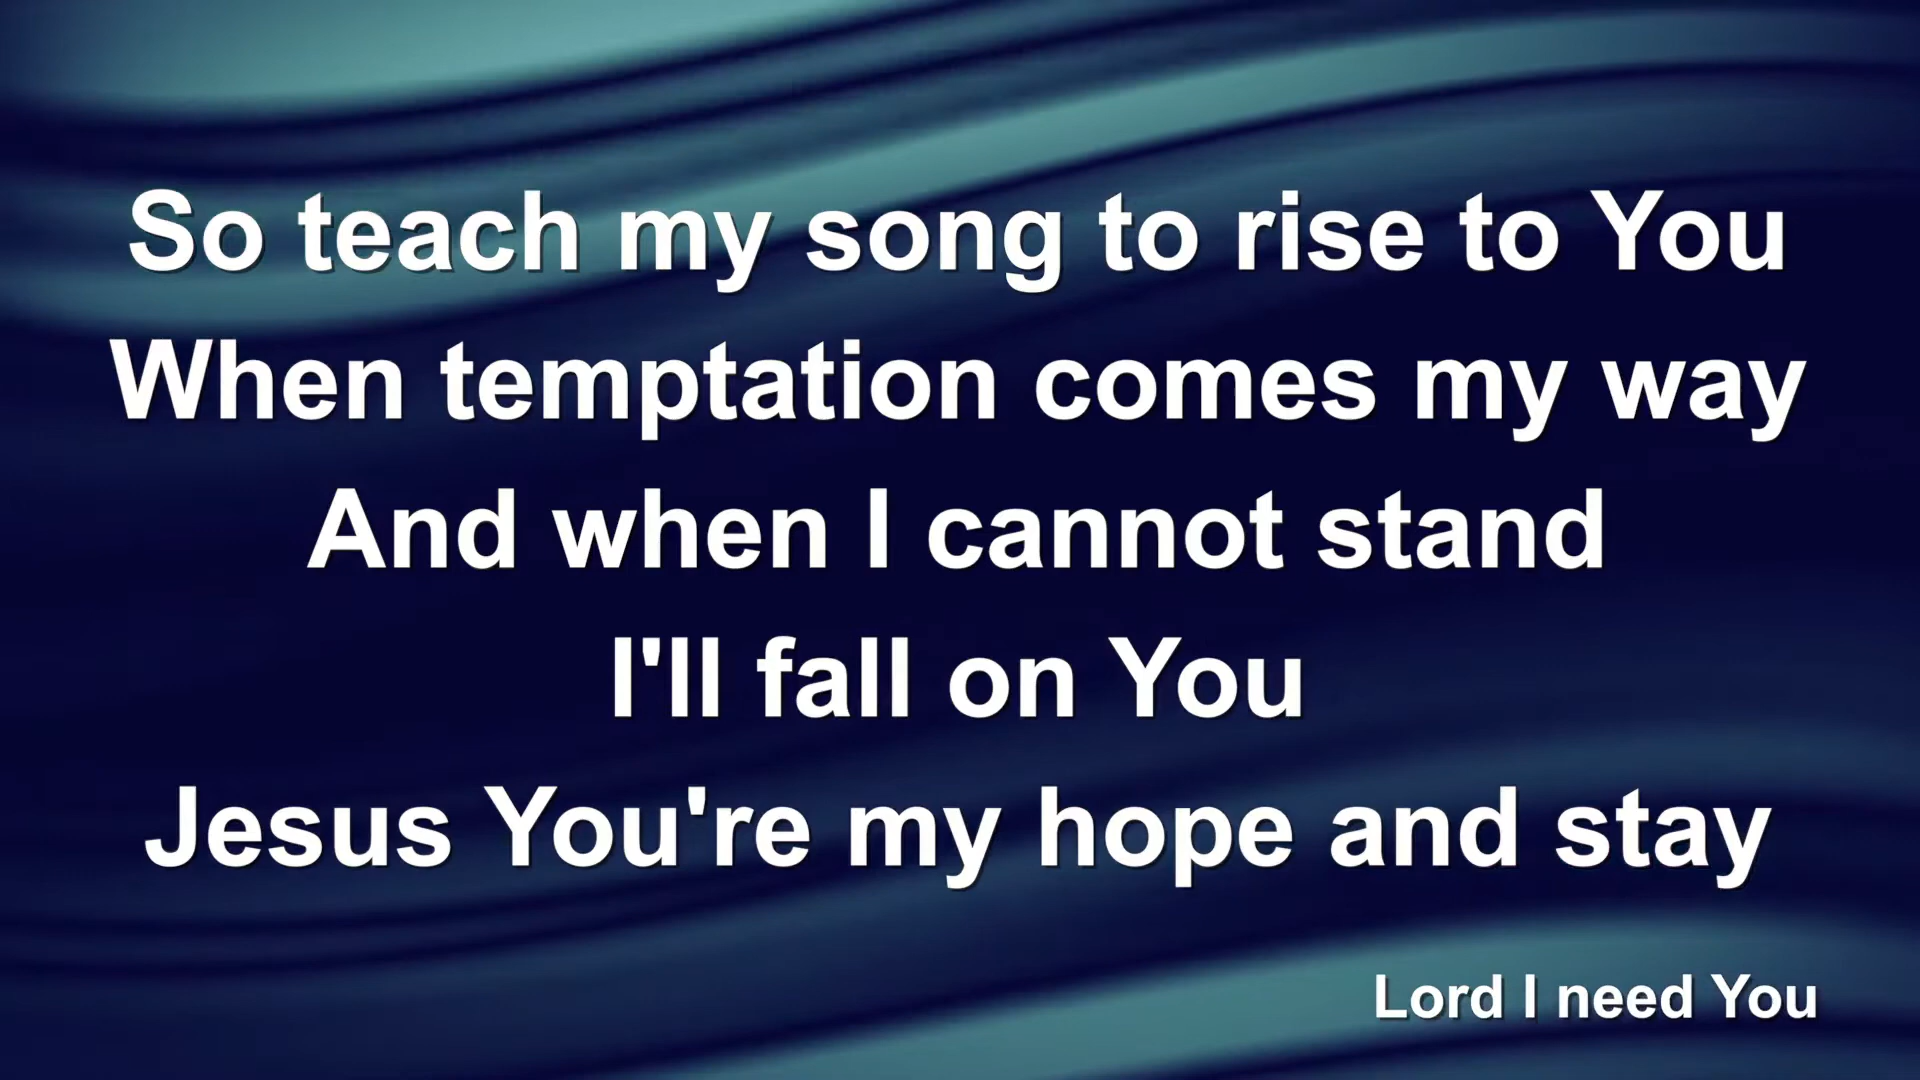 So teach my song to rise to You
When temptation comes my way
And when I cannot stand
I'll fall on You
Jesus You're my hope and stay
Lord I need You